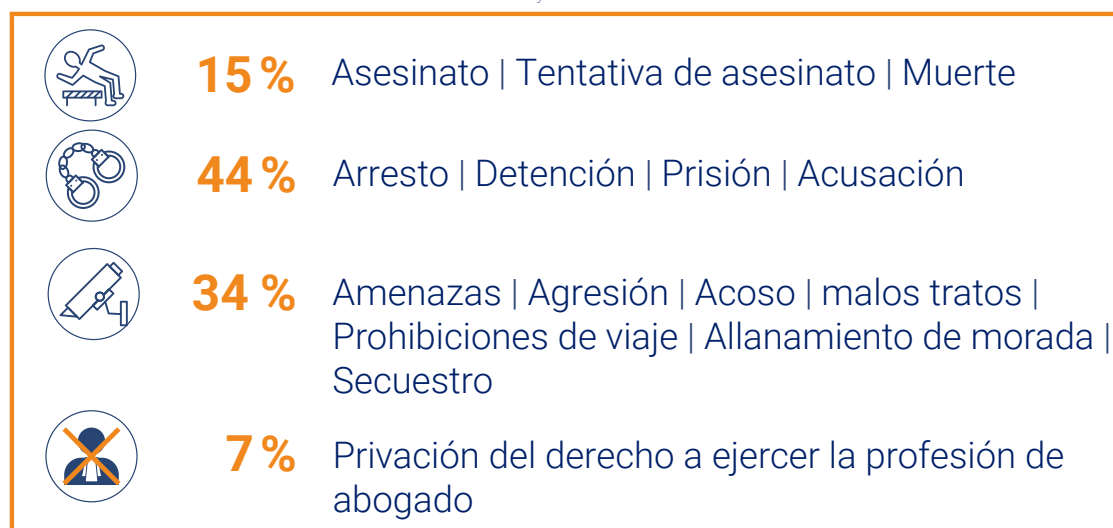 15 % Asesinato | Tentativa de asesinato | Muerte
44 % Arresto | Detención | Prisión | Acusación
34 % Amenazas | Agresión | Acoso | malos tratos |
Prohibiciones de viaje | Allanamiento de morada |
Secuestro
7 % Privación del derecho a ejercer la profesión de
abogado